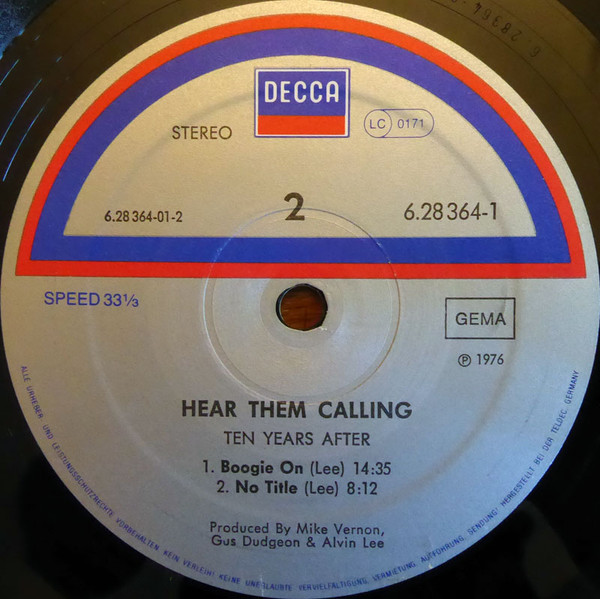 DECCA
STEREO
LC 0171
2
6.28 364-01-2
6.28 364-1
SPEED 33⅓
GEMA
℗ 1976
HEAR THEM CALLING
TEN YEARS AFTER
1. Boogie On (Lee) 14:35
2. No Title (Lee) 8:12
Produced By Mike Vernon,
Gus Dudgeon & Alvin Lee
ALLE URHEBER- UND LEISTUNGSSCHUTZRECHTE VORBEHALTEN KEIN VERLEIH! KEINE UNERLAUBTE VERVIELFÄLTIGUNG, VERMIETUNG, AUFFÜHRUNG, SENDUNG! HERGESTELLT BEI DER TELDEC GERMANY